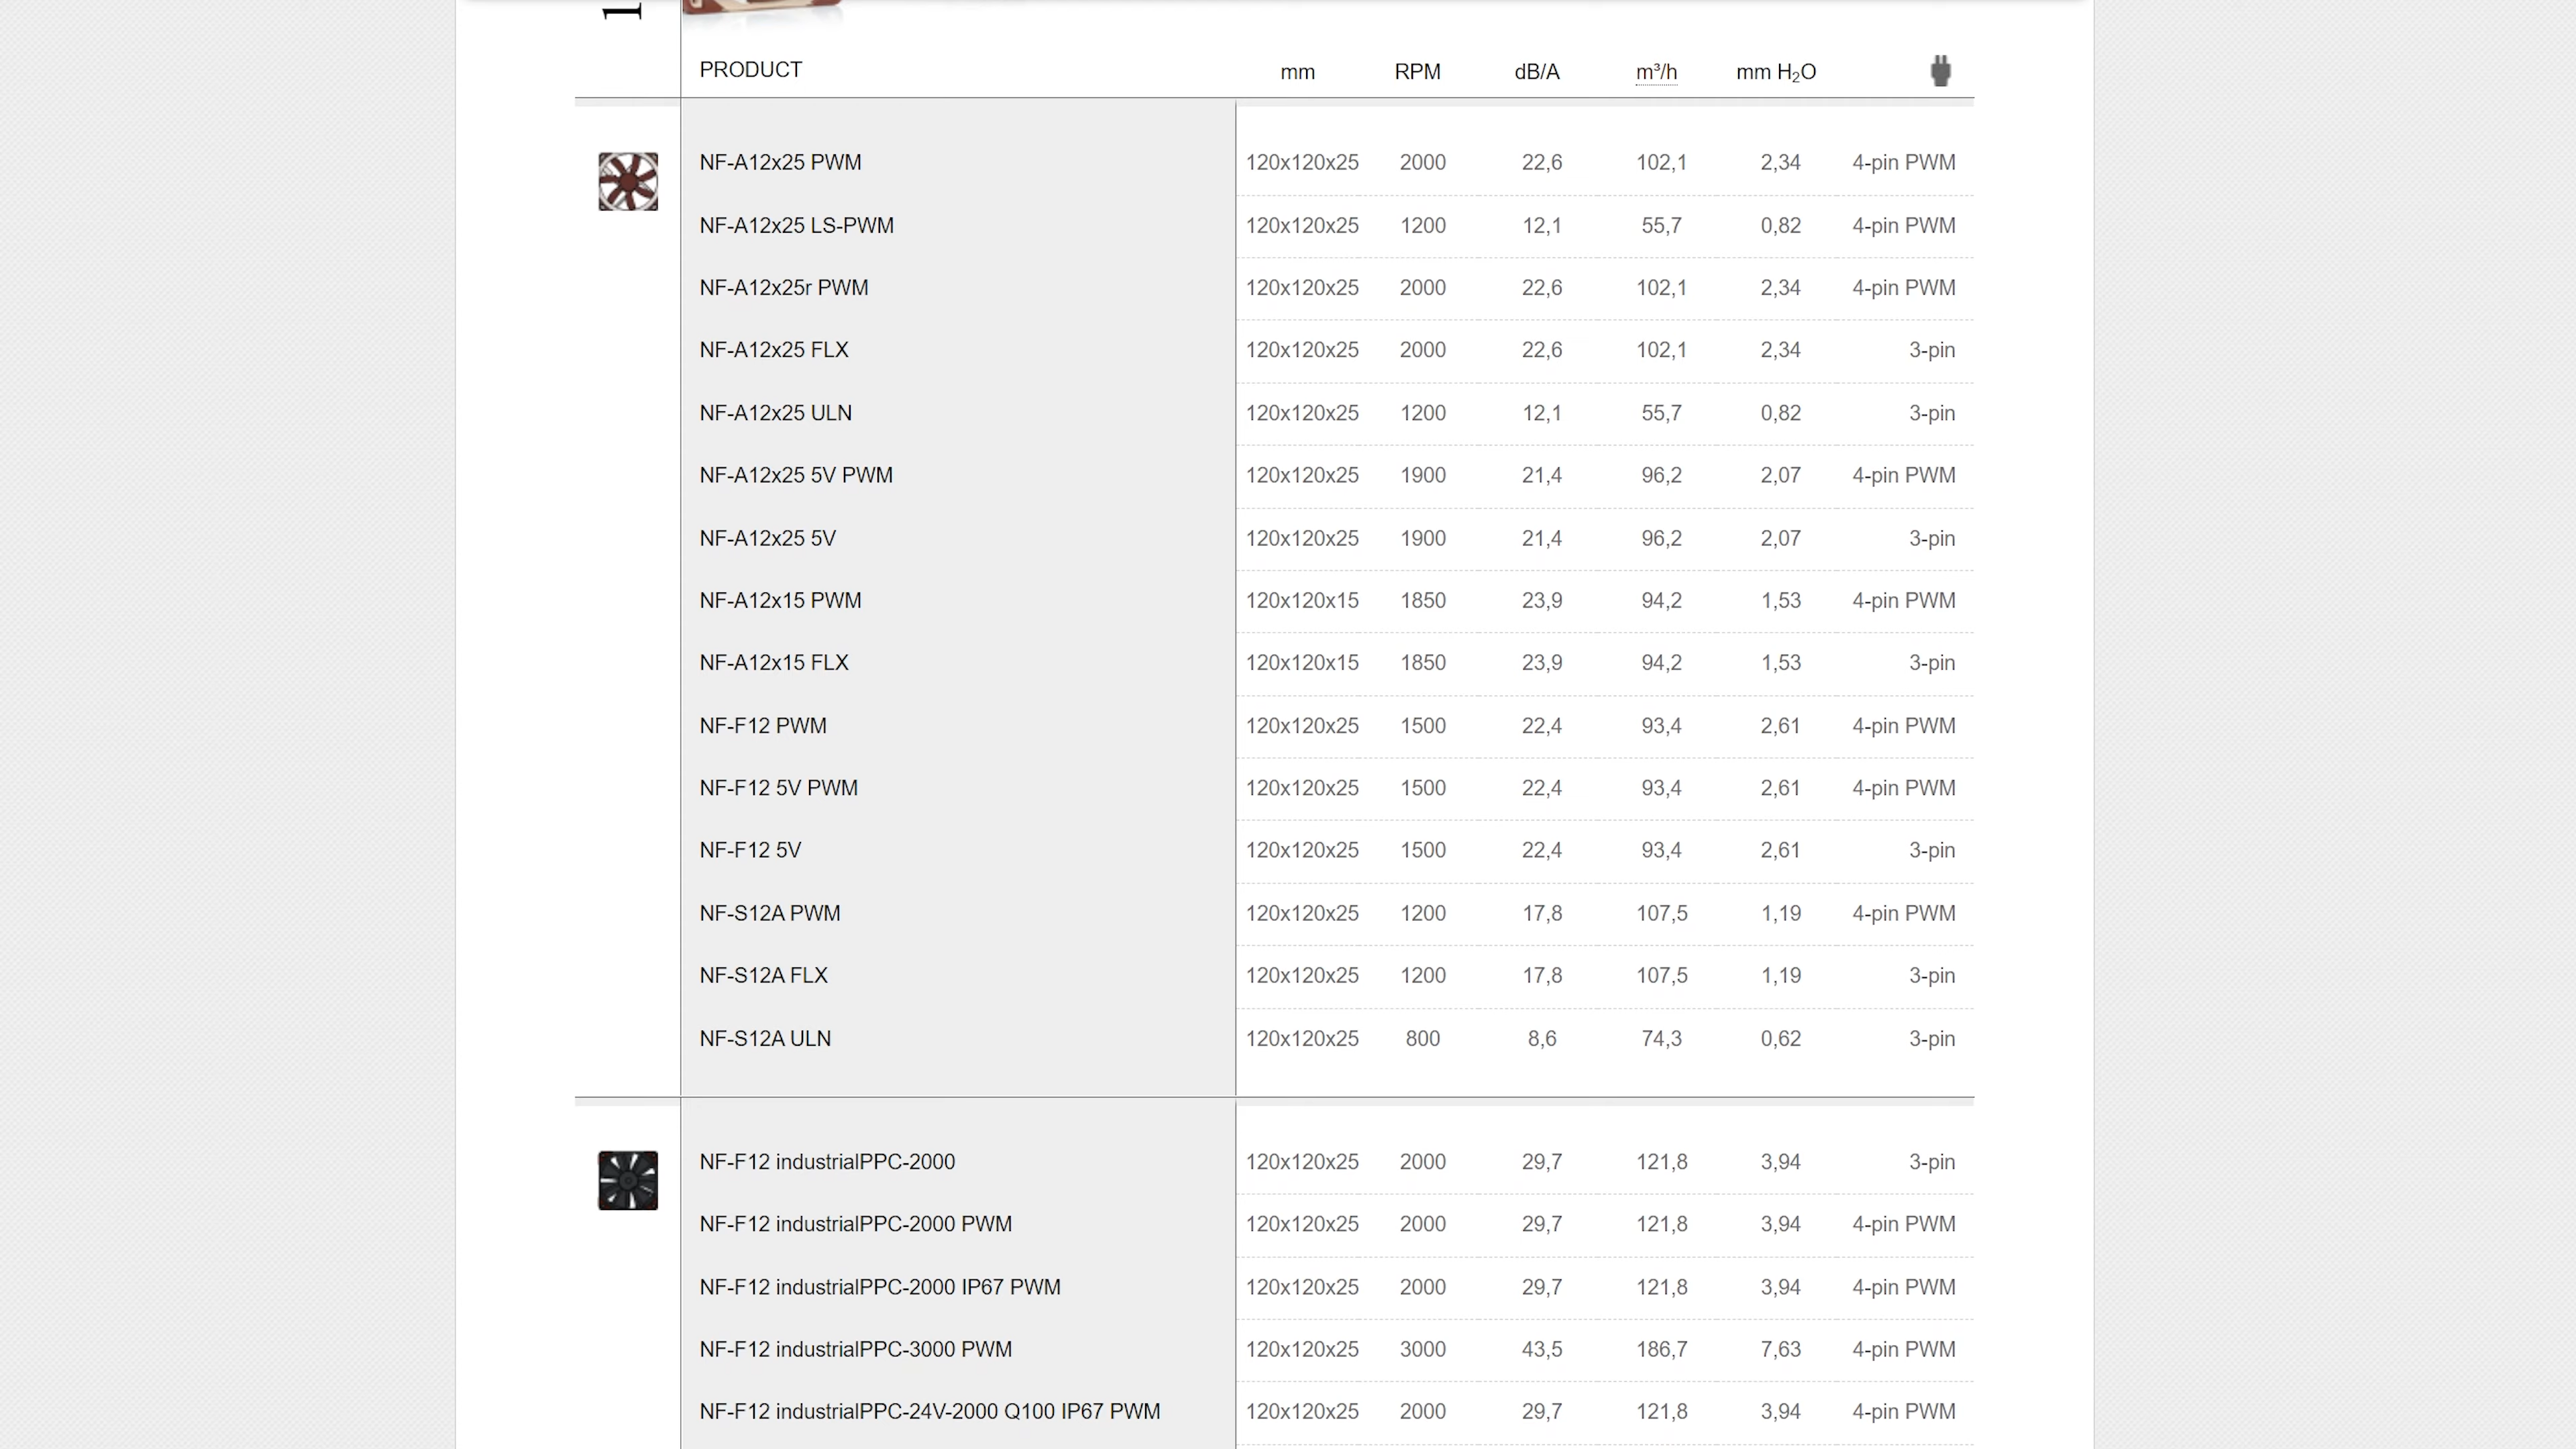 1
PRODUCT mm RPM dB/A m³/h mm H₂O
NF-A12x25 PWM 120x120x25 2000 22,6 102,1 2,34 4-pin PWM
NF-A12x25 LS-PWM 120x120x25 1200 12,1 55,7 0,82 4-pin PWM
NF-A12x25r PWM 120x120x25 2000 22,6 102,1 2,34 4-pin PWM
NF-A12x25 FLX 120x120x25 2000 22,6 102,1 2,34 3-pin
NF-A12x25 ULN 120x120x25 1200 12,1 55,7 0,82 3-pin
NF-A12x25 5V PWM 120x120x25 1900 21,4 96,2 2,07 4-pin PWM
NF-A12x25 5V 120x120x25 1900 21,4 96,2 2,07 3-pin
NF-A12x15 PWM 120x120x15 1850 23,9 94,2 1,53 4-pin PWM
NF-A12x15 FLX 120x120x15 1850 23,9 94,2 1,53 3-pin
NF-F12 PWM 120x120x25 1500 22,4 93,4 2,61 4-pin PWM
NF-F12 5V PWM 120x120x25 1500 22,4 93,4 2,61 4-pin PWM
NF-F12 5V 120x120x25 1500 22,4 93,4 2,61 3-pin
NF-S12A PWM 120x120x25 1200 17,8 107,5 1,19 4-pin PWM
NF-S12A FLX 120x120x25 1200 17,8 107,5 1,19 3-pin
NF-S12A ULN 120x120x25 800 8,6 74,3 0,62 3-pin
NF-F12 industrialPPC-2000 120x120x25 2000 29,7 121,8 3,94 3-pin
NF-F12 industrialPPC-2000 PWM 120x120x25 2000 29,7 121,8 3,94 4-pin PWM
NF-F12 industrialPPC-2000 IP67 PWM 120x120x25 2000 29,7 121,8 3,94 4-pin PWM
NF-F12 industrialPPC-3000 PWM 120x120x25 3000 43,5 186,7 7,63 4-pin PWM
NF-F12 industrialPPC-24V-2000 Q100 IP67 PWM 120x120x25 2000 29,7 121,8 3,94 4-pin PWM